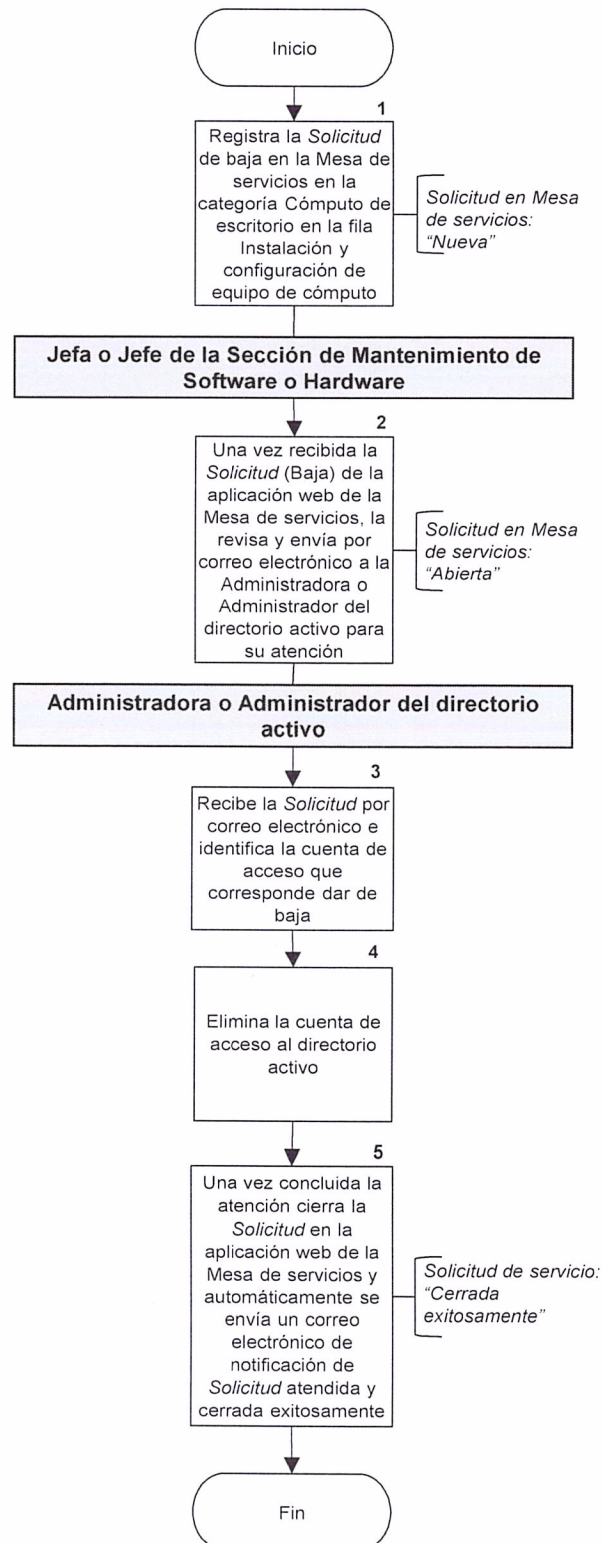 Inicio
1
Registra la Solicitud
de baja en la Mesa de
servicios en la
categoría Cómputo de
escritorio en la fila
Instalación y
configuración de
equipo de cómputo
Solicitud en Mesa
de servicios:
“Nueva”
Jefa o Jefe de la Sección de Mantenimiento de
Software o Hardware
2
Una vez recibida la
Solicitud (Baja) de la
aplicación web de la
Mesa de servicios, la
revisa y envía por
correo electrónico a la
Administradora o
Administrador del
directorio activo para
su atención
Solicitud en Mesa
de servicios:
“Abierta”
Administradora o Administrador del directorio
activo
3
Recibe la Solicitud por
correo electrónico e
identifica la cuenta de
acceso que
corresponde dar de
baja
4
Elimina la cuenta de
acceso al directorio
activo
5
Una vez concluida la
atención cierra la
Solicitud en la
aplicación web de la
Mesa de servicios y
automáticamente se
envía un correo
electrónico de
notificación de
Solicitud atendida y
cerrada exitosamente
Solicitud de servicio:
“Cerrada
exitosamente”
Fin